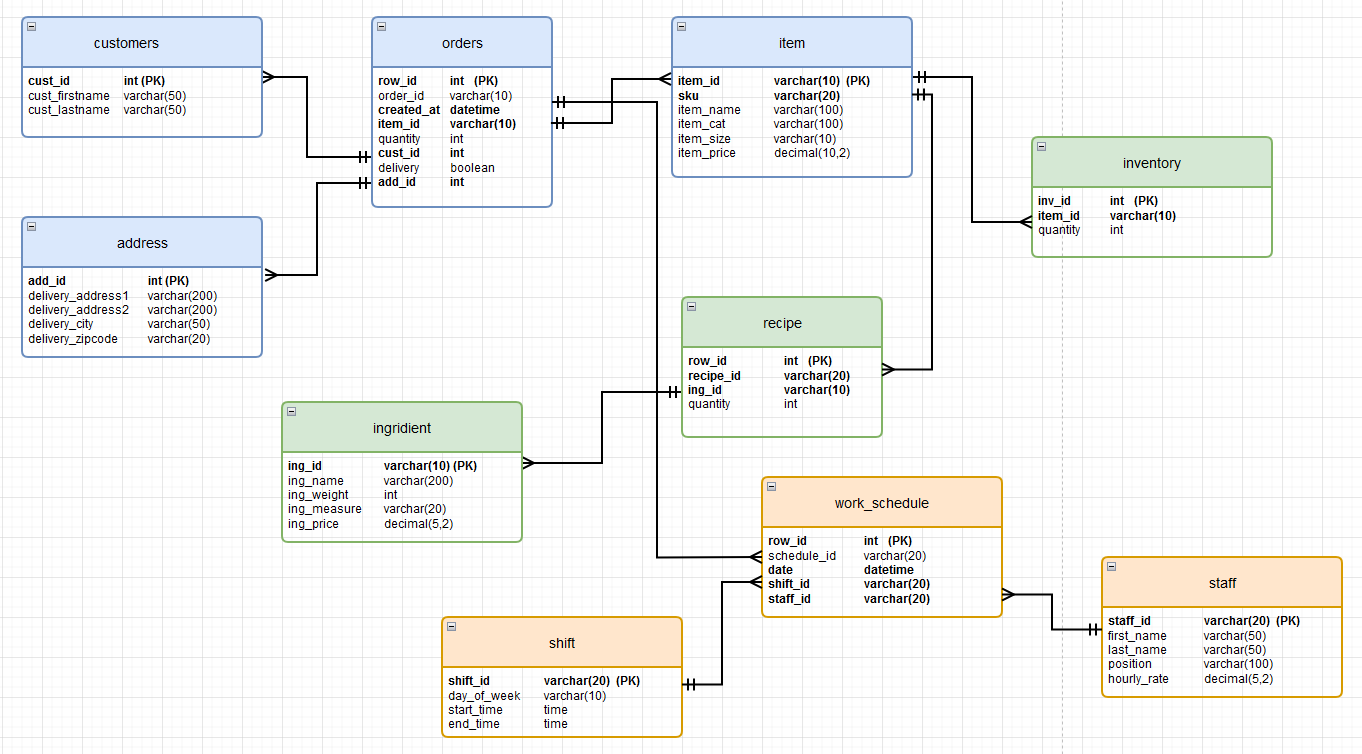 customers
cust_id int (PK)
cust_firstname varchar(50)
cust_lastname varchar(50)
orders
row_id int (PK)
order_id varchar(10)
created_at datetime
item_id varchar(10)
quantity int
cust_id int
delivery boolean
add_id int
item
item_id varchar(10) (PK)
sku varchar(20)
item_name varchar(100)
item_cat varchar(100)
item_size varchar(10)
item_price decimal(10,2)
inventory
inv_id int (PK)
item_id varchar(10)
quantity int
address
add_id int (PK)
delivery_address1 varchar(200)
delivery_address2 varchar(200)
delivery_city varchar(50)
delivery_zipcode varchar(20)
recipe
row_id int (PK)
recipe_id varchar(20)
ing_id varchar(10)
quantity int
ingridient
ing_id varchar(10) (PK)
ing_name varchar(200)
ing_weight int
ing_measure varchar(20)
ing_price decimal(5,2)
work_schedule
row_id int (PK)
schedule_id varchar(20)
date datetime
shift_id varchar(20)
staff_id varchar(20)
staff
staff_id varchar(20) (PK)
first_name varchar(50)
last_name varchar(50)
position varchar(100)
hourly_rate decimal(5,2)
shift
shift_id varchar(20) (PK)
day_of_week varchar(10)
start_time time
end_time time